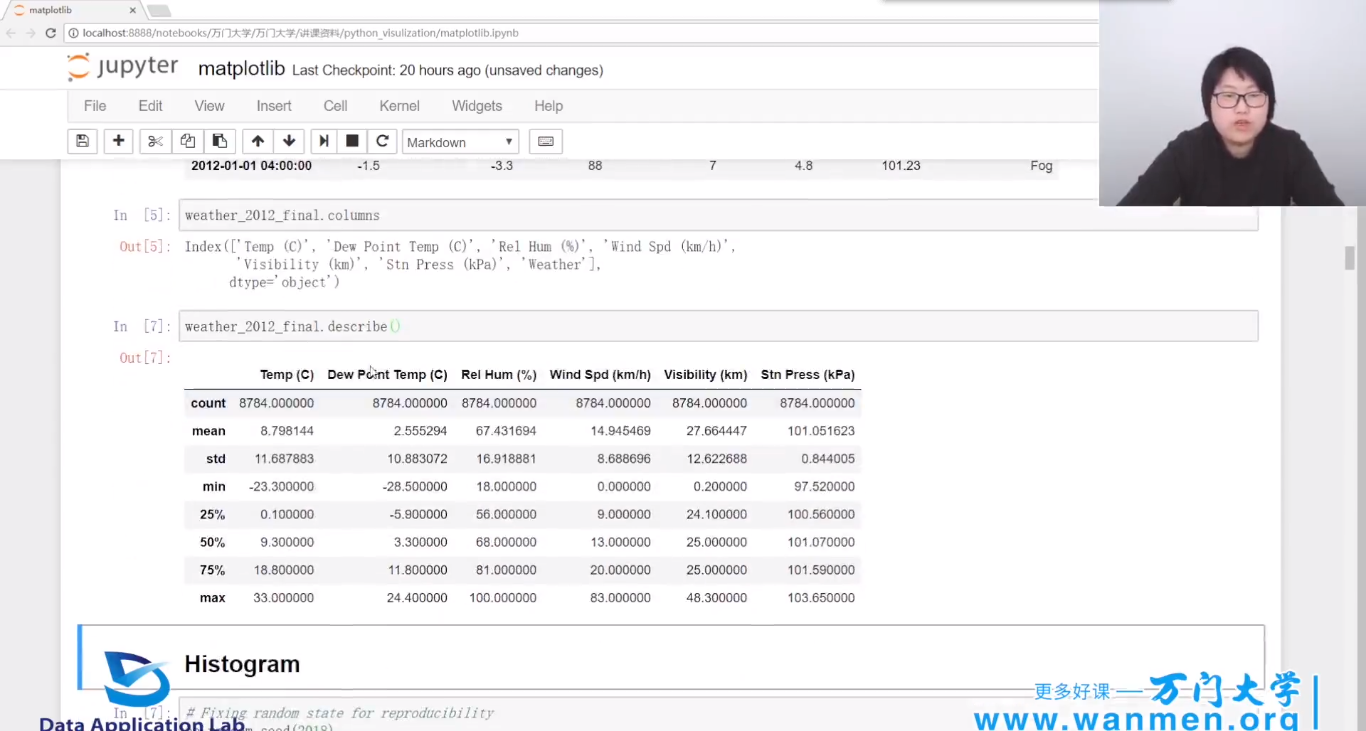 matplotlib
localhost:8888/notebooks/万门大学/万门大学/讲课资料/python_visulization/matplotlib.ipynb
jupyter matplotlib Last Checkpoint: 20 hours ago (unsaved changes)
File Edit View Insert Cell Kernel Widgets Help
Markdown
2012-01-01 04:00:00 -1.5 -3.3 88 7 4.8 101.23 Fog
In [5]: weather_2012_final.columns
Out[5]: Index(['Temp (C)', 'Dew Point Temp (C)', 'Rel Hum (%)', 'Wind Spd (km/h)',
'Visibility (km)', 'Stn Press (kPa)', 'Weather'],
dtype='object')
In [7]: weather_2012_final.describe()
Out[7]:
Temp (C) Dew Point Temp (C) Rel Hum (%) Wind Spd (km/h) Visibility (km) Stn Press (kPa)
count 8784.000000 8784.000000 8784.000000 8784.000000 8784.000000 8784.000000
mean 8.798144 2.555294 67.431694 14.945469 27.664447 101.051623
std 11.687883 10.883072 16.918881 8.688696 12.622688 0.844005
min -23.300000 -28.500000 18.000000 0.000000 0.200000 97.520000
25% 0.100000 -5.900000 56.000000 9.000000 24.100000 100.560000
50% 9.300000 3.300000 68.000000 13.000000 25.000000 101.070000
75% 18.800000 11.800000 81.000000 20.000000 25.000000 101.590000
max 33.000000 24.400000 100.000000 83.000000 48.300000 103.650000
Histogram
更多好课——万门大学
In [7]: # Fixing random state for reproducibility
Data Application Lab
www.wanmen.org